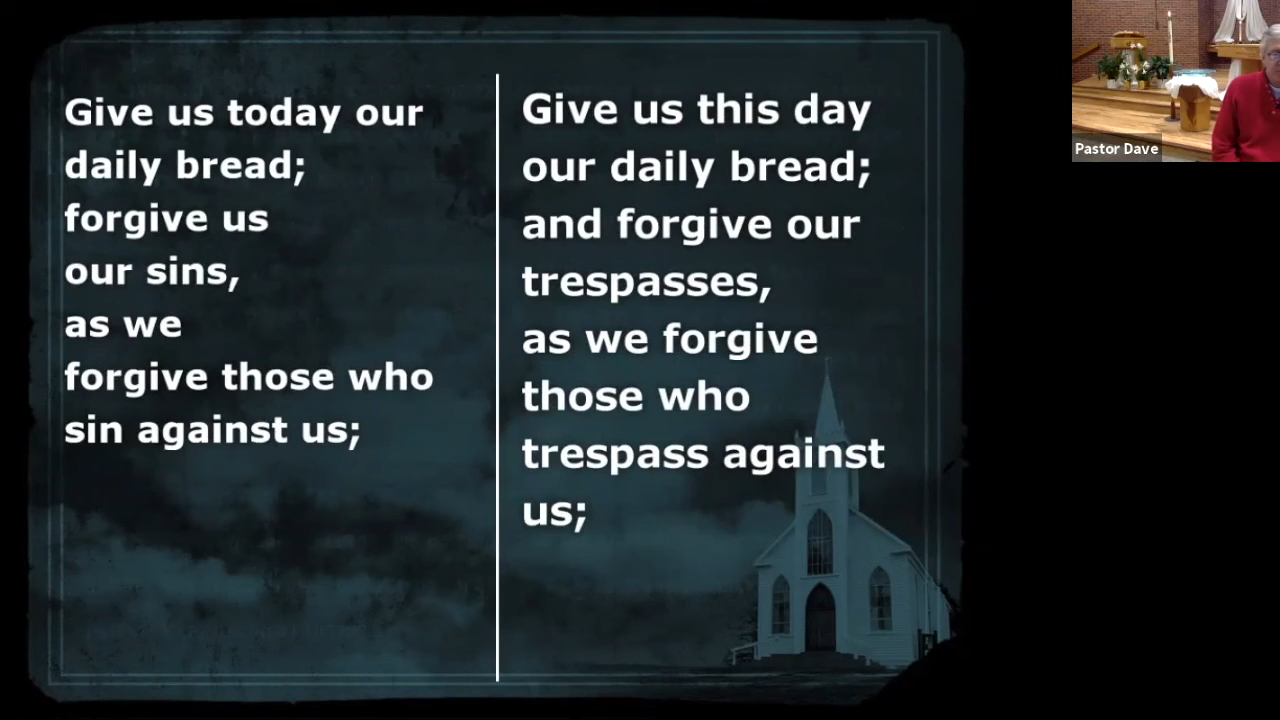 Give us today our
daily bread;
forgive us
our sins,
as we
forgive those who
sin against us;
Give us this day
our daily bread;
and forgive our
trespasses,
as we forgive
those who
trespass against
us;
Pastor Dave